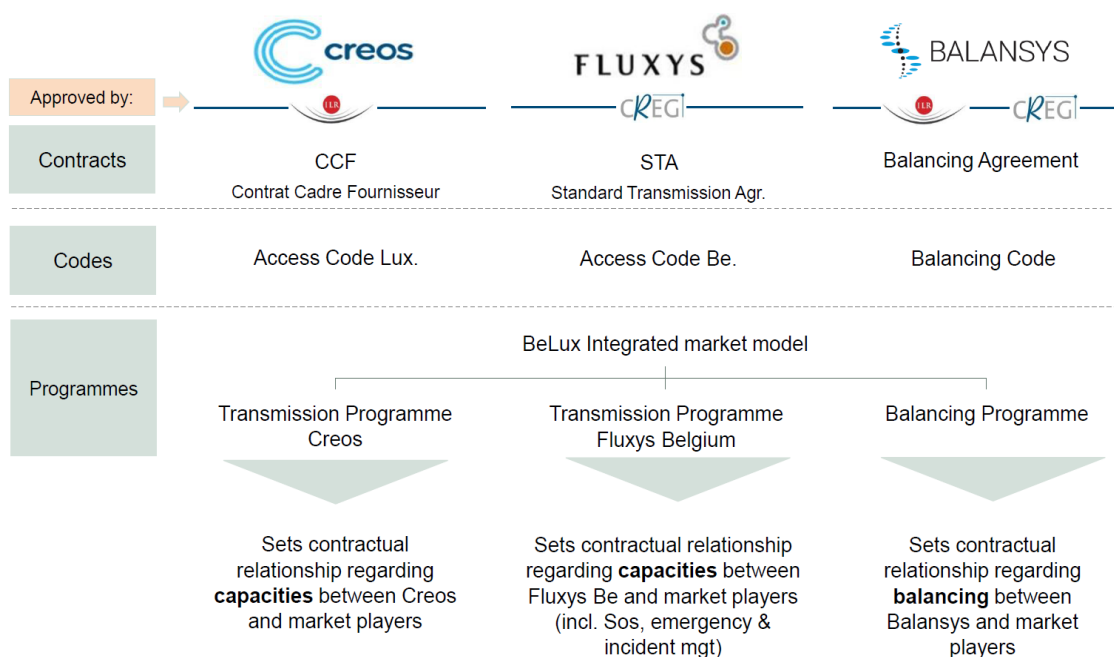 creos
FLUXYS
BALANSYS
Approved by:
ILR
CREG
ILR
CREG
Contracts
CCF
Contrat Cadre Fournisseur
STA
Standard Transmission Agr.
Balancing Agreement
Codes
Access Code Lux.
Access Code Be.
Balancing Code
Programmes
BeLux Integrated market model
Transmission Programme
Creos
Transmission Programme
Fluxys Belgium
Balancing Programme
Sets contractual
relationship regarding
capacities between Creos
and market players
Sets contractual relationship
regarding capacities between
Fluxys Be and market players
(incl. Sos, emergency &
incident mgt)
Sets contractual
relationship regarding
balancing between
Balansys and market
players